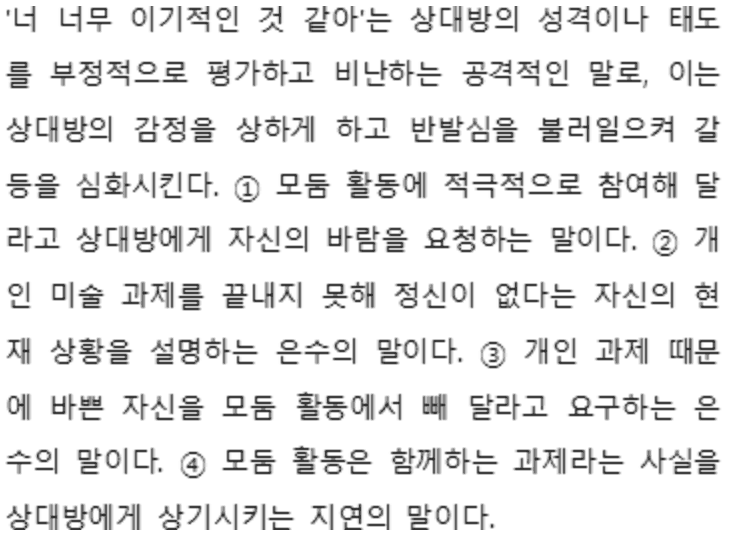 '너 너무 이기적인 것 같아'는 상대방의 성격이나 태도
를 부정적으로 평가하고 비난하는 공격적인 말로, 이는
상대방의 감정을 상하게 하고 반발심을 불러일으켜 갈
등을 심화시킨다. ① 모둠 활동에 적극적으로 참여해 달
라고 상대방에게 자신의 바람을 요청하는 말이다. ② 개
인 미술 과제를 끝내지 못해 정신이 없다는 자신의 현
재 상황을 설명하는 은수의 말이다. ③ 개인 과제 때문
에 바쁜 자신을 모둠 활동에서 빼 달라고 요구하는 은
수의 말이다. ④ 모둠 활동은 함께하는 과제라는 사실을
상대방에게 상기시키는 지연의 말이다.